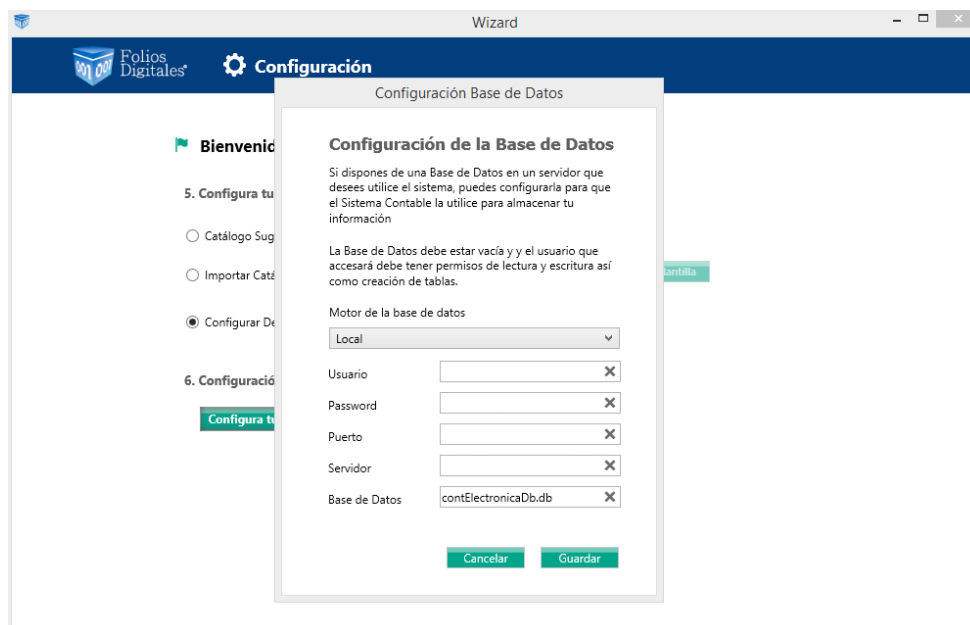 Wizard
Folios
Digitales
Configuración
Configuración Base de Datos
Bienvenid
Configuración de la Base de Datos
Si dispones de una Base de Datos en un servidor que
desees utilice el sistema, puedes configurarla para que
el Sistema Contable la utilice para almacenar tu
información
5. Configura tu
Catálogo Sug
La Base de Datos debe estar vacía y y el usuario que
accesará debe tener permisos de lectura y escritura así
como creación de tablas.
Importar Catá
lantilla
Motor de la base de datos
Configurar De
Local
Usuario
6. Configuració
Password
Configura tu
Puerto
Servidor
Base de Datos contElectronicaDb.db
Cancelar Guardar